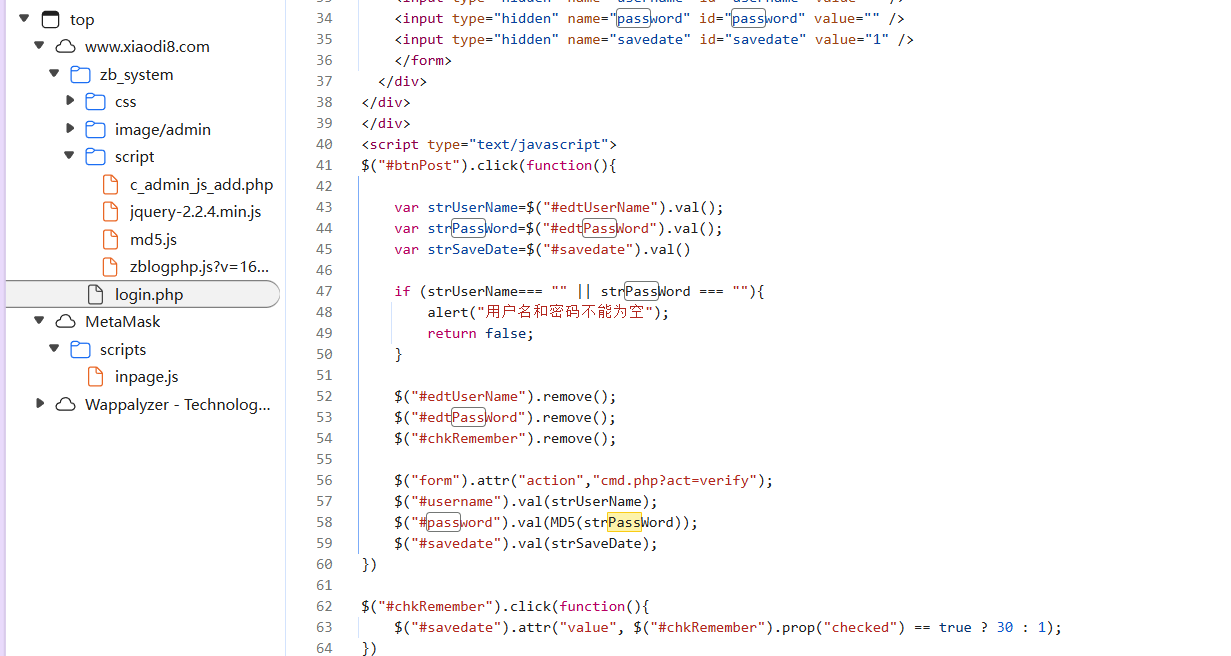 top
www.xiaodi8.com
zb_system
css
image/admin
script
c_admin_js_add.php
jquery-2.2.4.min.js
md5.js
zblogphp.js?v=16...
login.php
MetaMask
scripts
inpage.js
Wappalyzer - Technolog...
34 <input type="hidden" name="password" id="password" value="" />
35 <input type="hidden" name="savedate" id="savedate" value="1" />
36 </form>
37 </div>
38 </div>
39 </div>
40 <script type="text/javascript">
41 $("#btnPost").click(function(){
42
43 var strUserName=$("#edtUserName").val();
44 var strPassWord=$("#edtPassWord").val();
45 var strSaveDate=$("#savedate").val()
46
47 if (strUserName=== "" || strPassWord === ""){
48 alert("用户名和密码不能为空");
49 return false;
50 }
51
52 $("#edtUserName").remove();
53 $("#edtPassWord").remove();
54 $("#chkRemember").remove();
55
56 $("form").attr("action","cmd.php?act=verify");
57 $("#username").val(strUserName);
58 $("#password").val(MD5(strPassWord));
59 $("#savedate").val(strSaveDate);
60 })
61
62 $("#chkRemember").click(function(){
63 $("#savedate").attr("value", $("#chkRemember").prop("checked") == true ? 30 : 1);
64 })